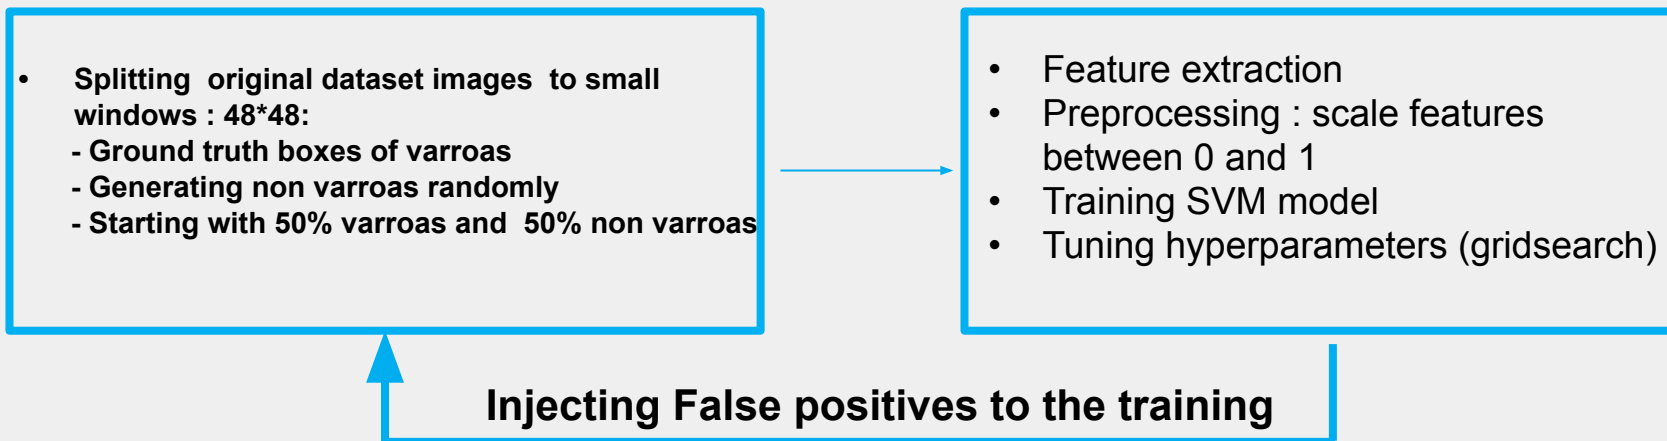 • Splitting original dataset images to small
windows : 48*48:
- Ground truth boxes of varroas
- Generating non varroas randomly
- Starting with 50% varroas and 50% non varroas
• Feature extraction
• Preprocessing : scale features
between 0 and 1
• Training SVM model
• Tuning hyperparameters (gridsearch)
Injecting False positives to the training